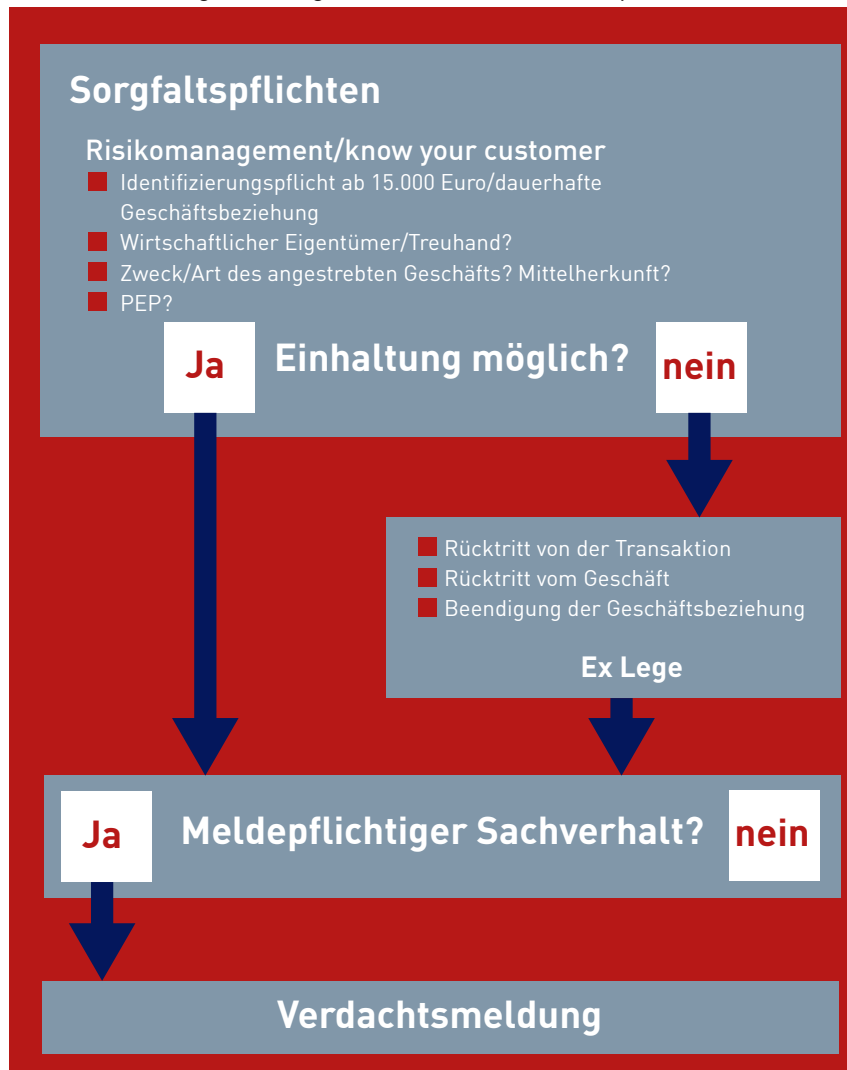 Sorgfaltspflichten
Risikomanagement/know your customer
Identifizierungspflicht ab 15.000 Euro/dauerhafte
Geschäftsbeziehung
Wirtschaftlicher Eigentümer/Treuhand?
Zweck/Art des angestrebten Geschäfts? Mittelherkunft?
PEP?
Ja
Einhaltung möglich?
nein
Rücktritt von der Transaktion
Rücktritt vom Geschäft
Beendigung der Geschäftsbeziehung
Ex Lege
Ja
Meldepflichtiger Sachverhalt?
nein
Verdachtsmeldung